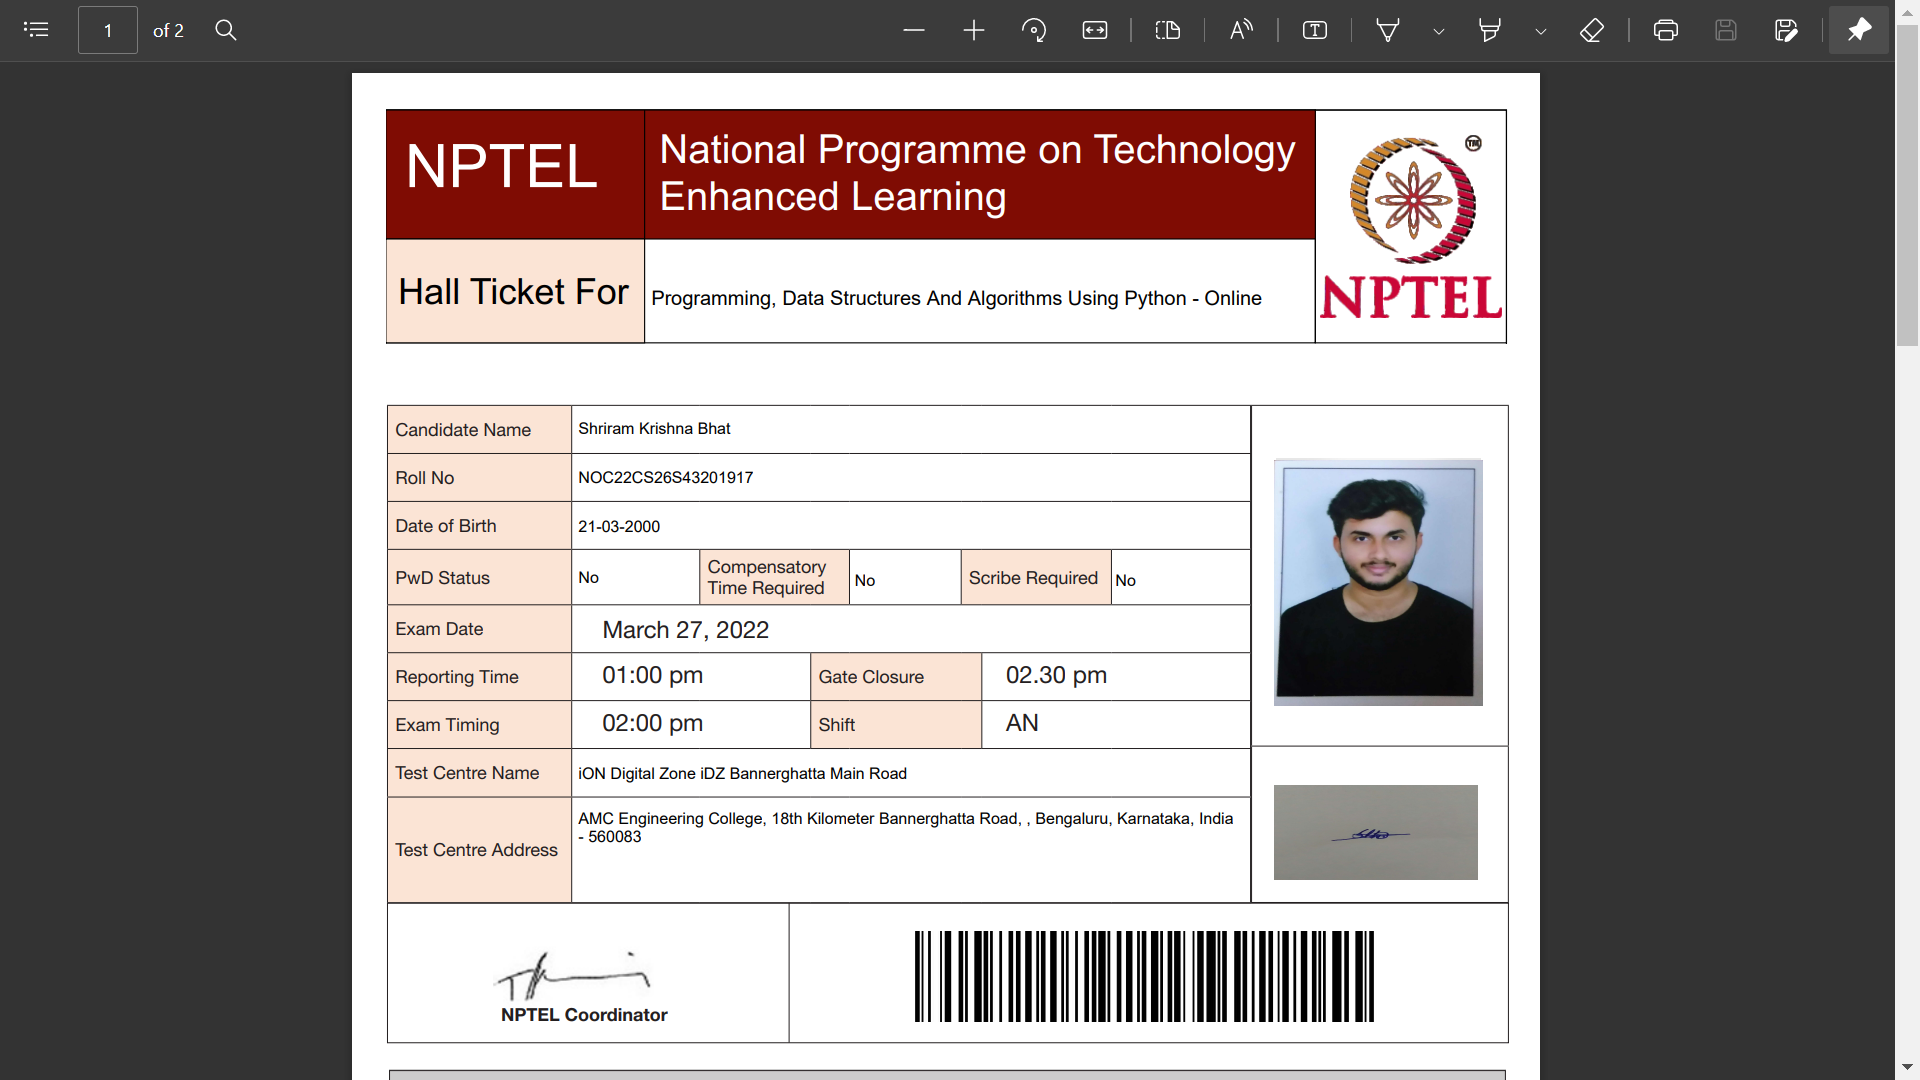 1 of 2
NPTEL
National Programme on Technology
Enhanced Learning
TM
NPTEL
Hall Ticket For
Programming, Data Structures And Algorithms Using Python - Online
Candidate Name Shriram Krishna Bhat
Roll No NOC22CS26S43201917
Date of Birth 21-03-2000
PwD Status No Compensatory
Time Required No Scribe Required No
Exam Date March 27, 2022
Reporting Time 01:00 pm Gate Closure 02.30 pm
Exam Timing 02:00 pm Shift AN
Test Centre Name iON Digital Zone iDZ Bannerghatta Main Road
Test Centre Address AMC Engineering College, 18th Kilometer Bannerghatta Road, , Bengaluru, Karnataka, India
- 560083
NPTEL Coordinator